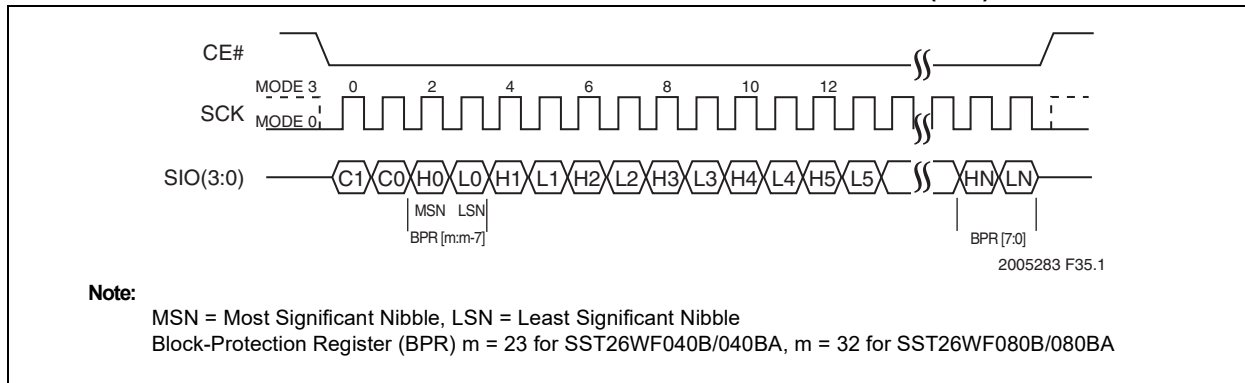 CE#
MODE 3 0 2 4 6 8 10 12
SCK MODE 0
SIO(3:0) C1 C0 H0 L0 H1 L1 H2 L2 H3 L3 H4 L4 H5 L5 HN LN
MSN LSN
BPR [m:m-7] BPR [7:0]
2005283 F35.1
Note:
MSN = Most Significant Nibble, LSN = Least Significant Nibble
Block-Protection Register (BPR) m = 23 for SST26WF040B/040BA, m = 32 for SST26WF080B/080BA